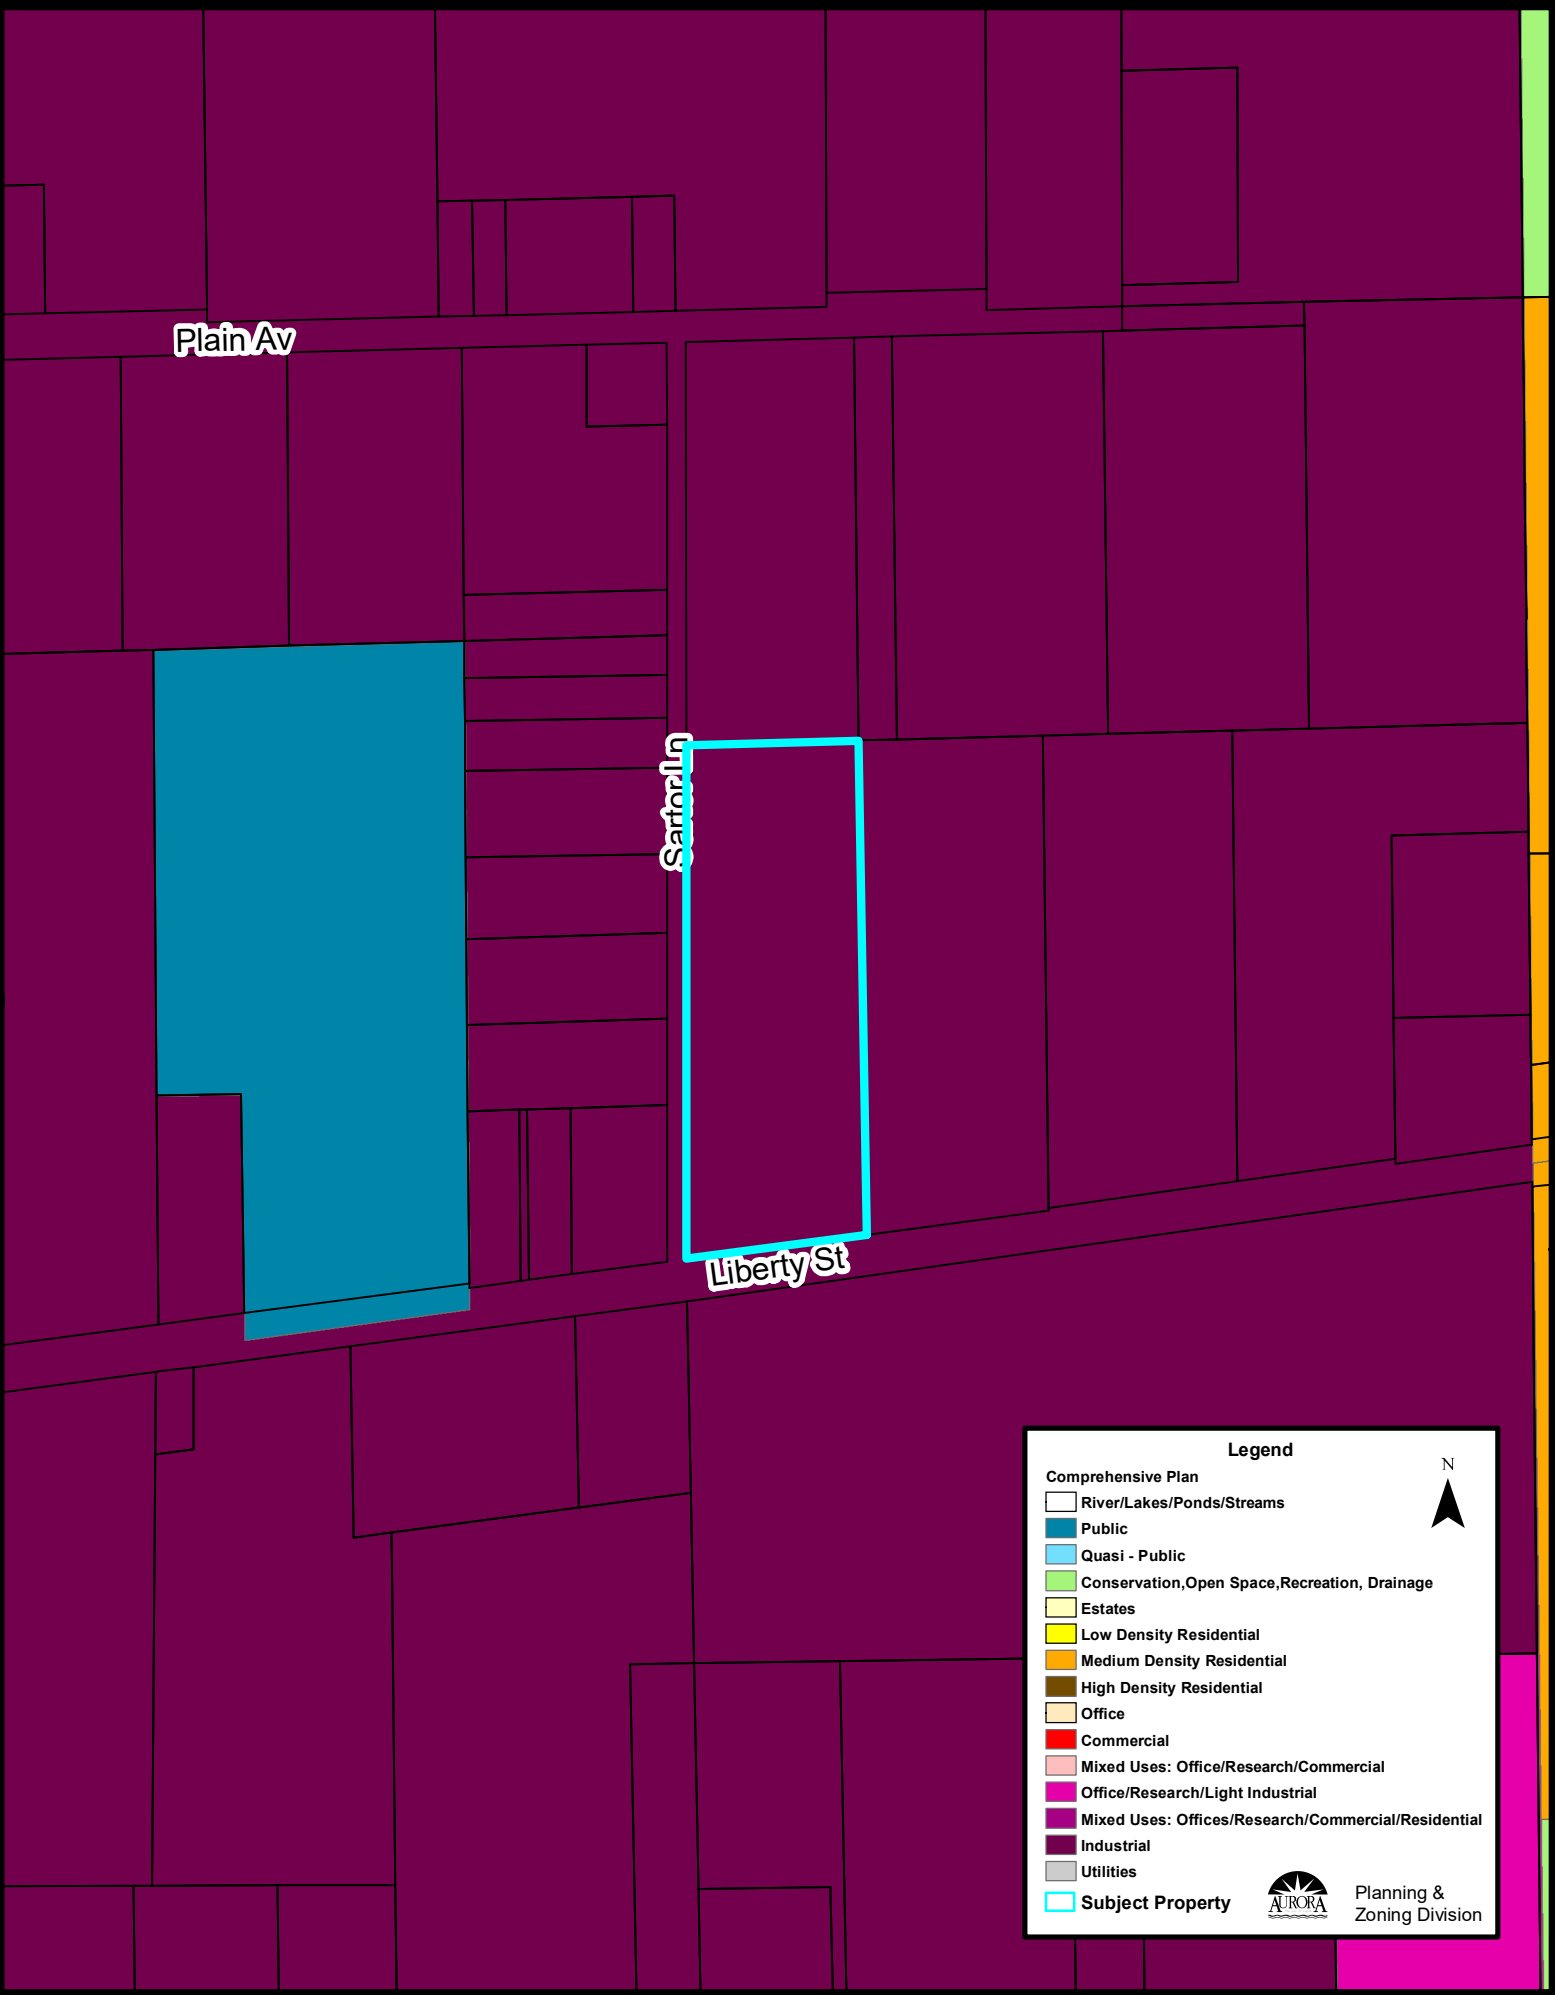 Plain Av
Sartor Ln
Liberty St
Legend
N
Comprehensive Plan
River/Lakes/Ponds/Streams
Public
Quasi - Public
Conservation,Open Space,Recreation, Drainage
Estates
Low Density Residential
Medium Density Residential
High Density Residential
Office
Commercial
Mixed Uses: Office/Research/Commercial
Office/Research/Light Industrial
Mixed Uses: Offices/Research/Commercial/Residential
Industrial
Utilities
Subject Property
AURORA
Planning &
Zoning Division